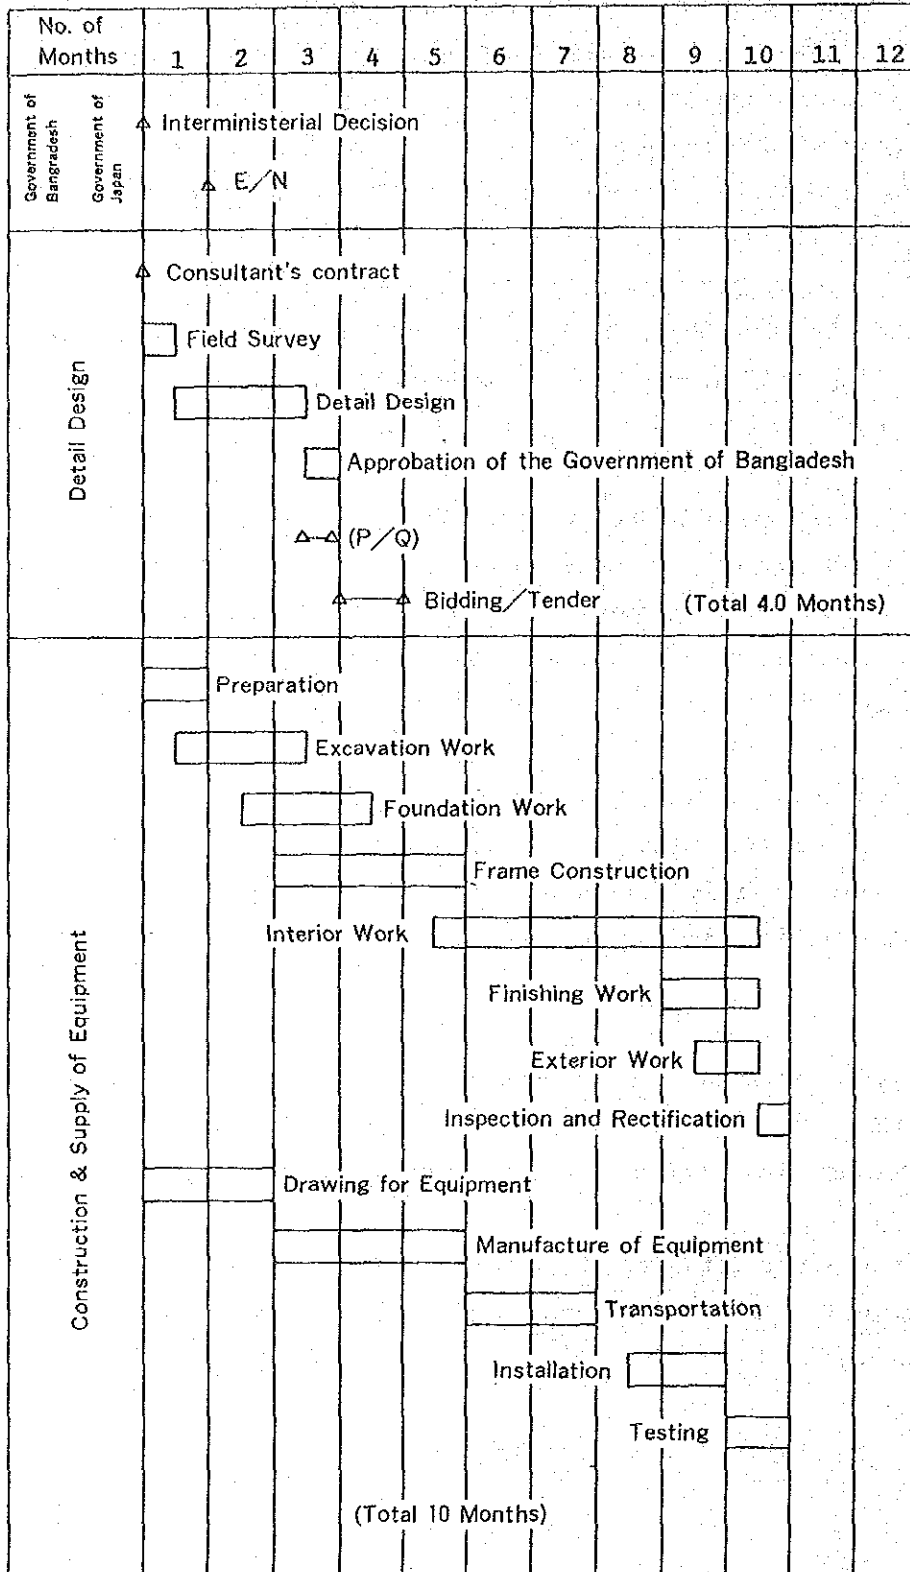 No. of
Months 1 2 3 4 5 6 7 8 9 10 11 12
Government of
Bangradesh
Government of
Japan
Interministerial Decision
E/N
Detail Design
Consultant's contract
Field Survey
Detail Design
Approbation of the Government of Bangladesh
(P/Q)
Bidding/Tender (Total 4.0 Months)
Construction & Supply of Equipment
Preparation
Excavation Work
Foundation Work
Frame Construction
Interior Work
Finishing Work
Exterior Work
Inspection and Rectification
Drawing for Equipment
Manufacture of Equipment
Transportation
Installation
Testing
(Total 10 Months)